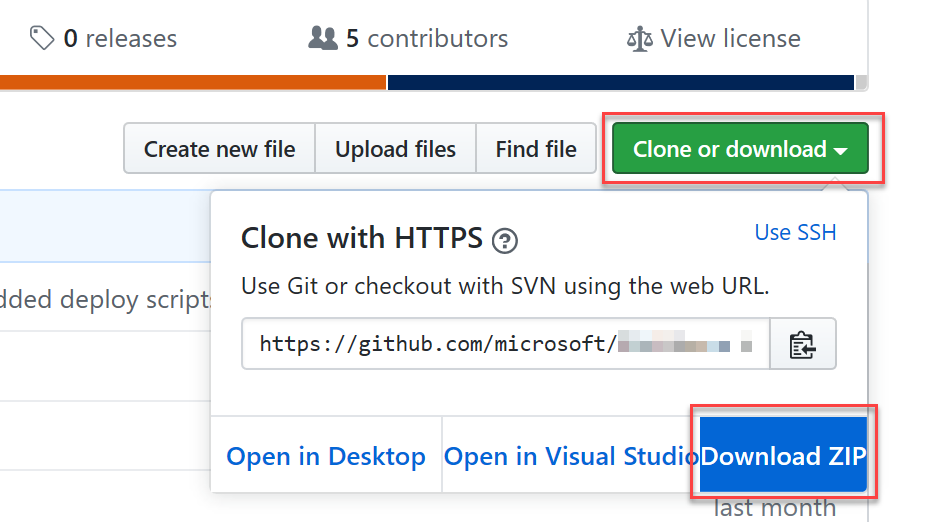 0 releases 5 contributors View license
Create new file Upload files Find file Clone or download
Clone with HTTPS ? Use SSH
Use Git or checkout with SVN using the web URL.
dded deploy script
https://github.com/microsoft/
Open in Desktop Open in Visual Studio Download ZIP
last month